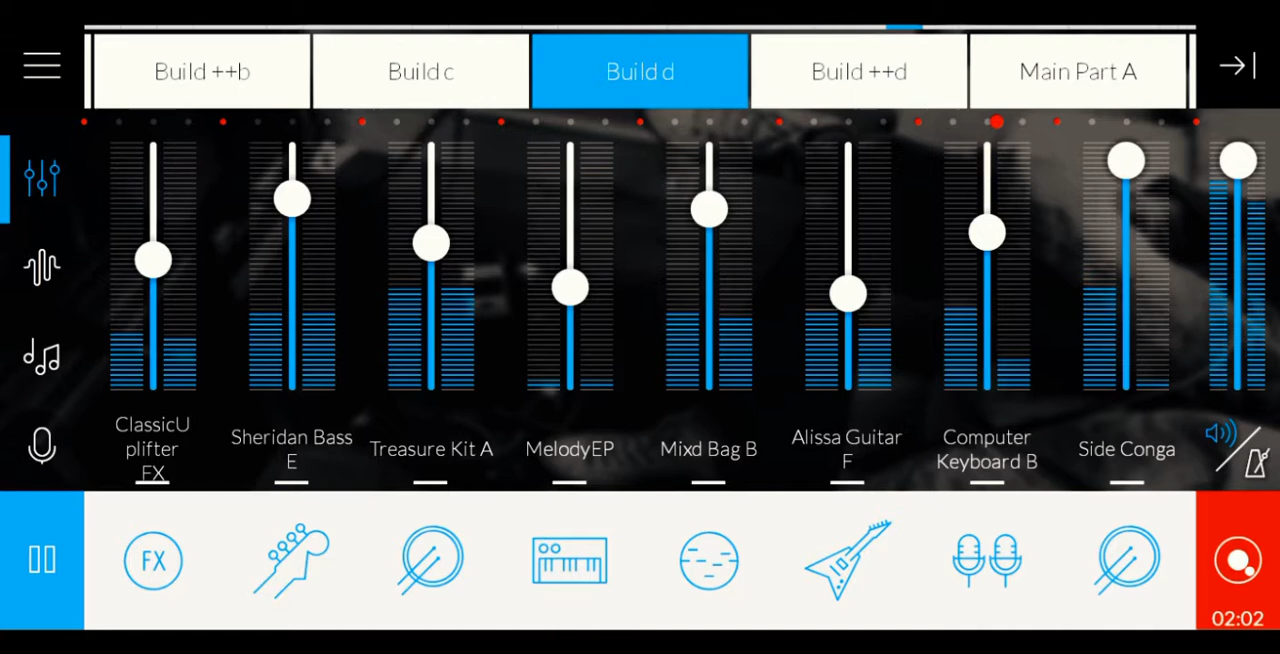 Build ++b
Build c
Build d
Build ++d
Main Part A
ClassicU
plifter
FX
Sheridan Bass
E
Treasure Kit A
MelodyEP
Mixd Bag B
Alissa Guitar
F
Computer
Keyboard B
Side Conga
FX
02:02